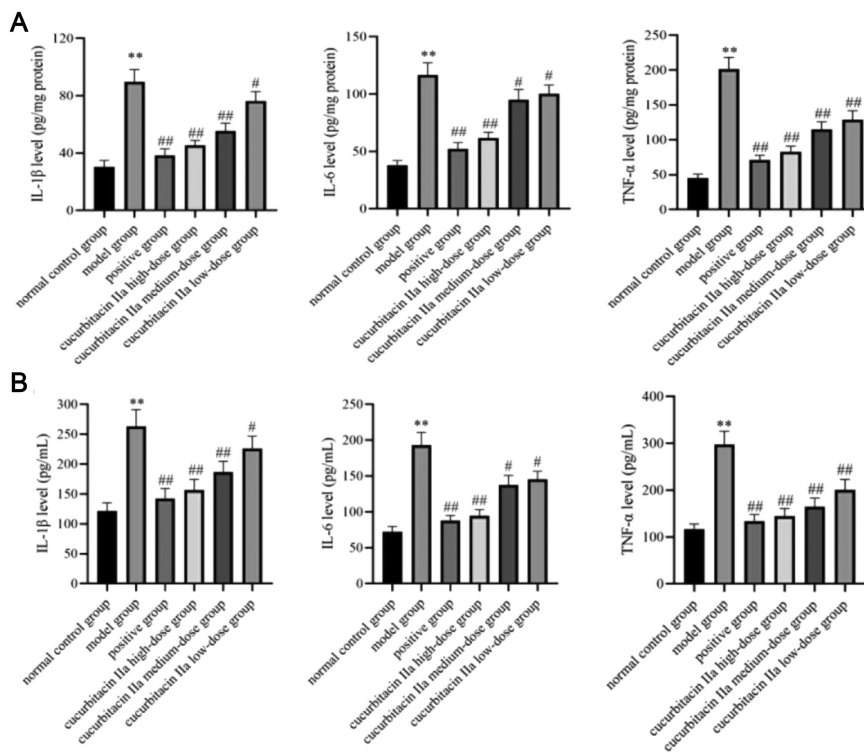 A
IL-1β level (pg/mg protein)
120
80
40
0
**
##
##
##
#
normal control group
model group
positive group
cucurbitacin IIa high-dose group
cucurbitacin IIa medium-dose group
cucurbitacin IIa low-dose group
IL-6 level (pg/mg protein)
150
100
50
0
**
##
##
#
#
normal control group
model group
positive group
cucurbitacin IIa high-dose group
cucurbitacin IIa medium-dose group
cucurbitacin IIa low-dose group
TNF-α level (pg/mg protein)
250
200
150
100
50
0
**
##
##
##
##
normal control group
model group
positive group
cucurbitacin IIa high-dose group
cucurbitacin IIa medium-dose group
cucurbitacin IIa low-dose group
B
IL-1β level (pg/mL)
300
250
200
150
100
50
0
**
##
##
##
#
normal control group
model group
positive group
cucurbitacin IIa high-dose group
cucurbitacin IIa medium-dose group
cucurbitacin IIa low-dose group
IL-6 level (pg/mL)
250
200
150
100
50
0
**
##
##
#
#
normal control group
model group
positive group
cucurbitacin IIa high-dose group
cucurbitacin IIa medium-dose group
cucurbitacin IIa low-dose group
TNF-α level (pg/mL)
400
300
200
100
0
**
##
##
##
##
normal control group
model group
positive group
cucurbitacin IIa high-dose group
cucurbitacin IIa medium-dose group
cucurbitacin IIa low-dose group